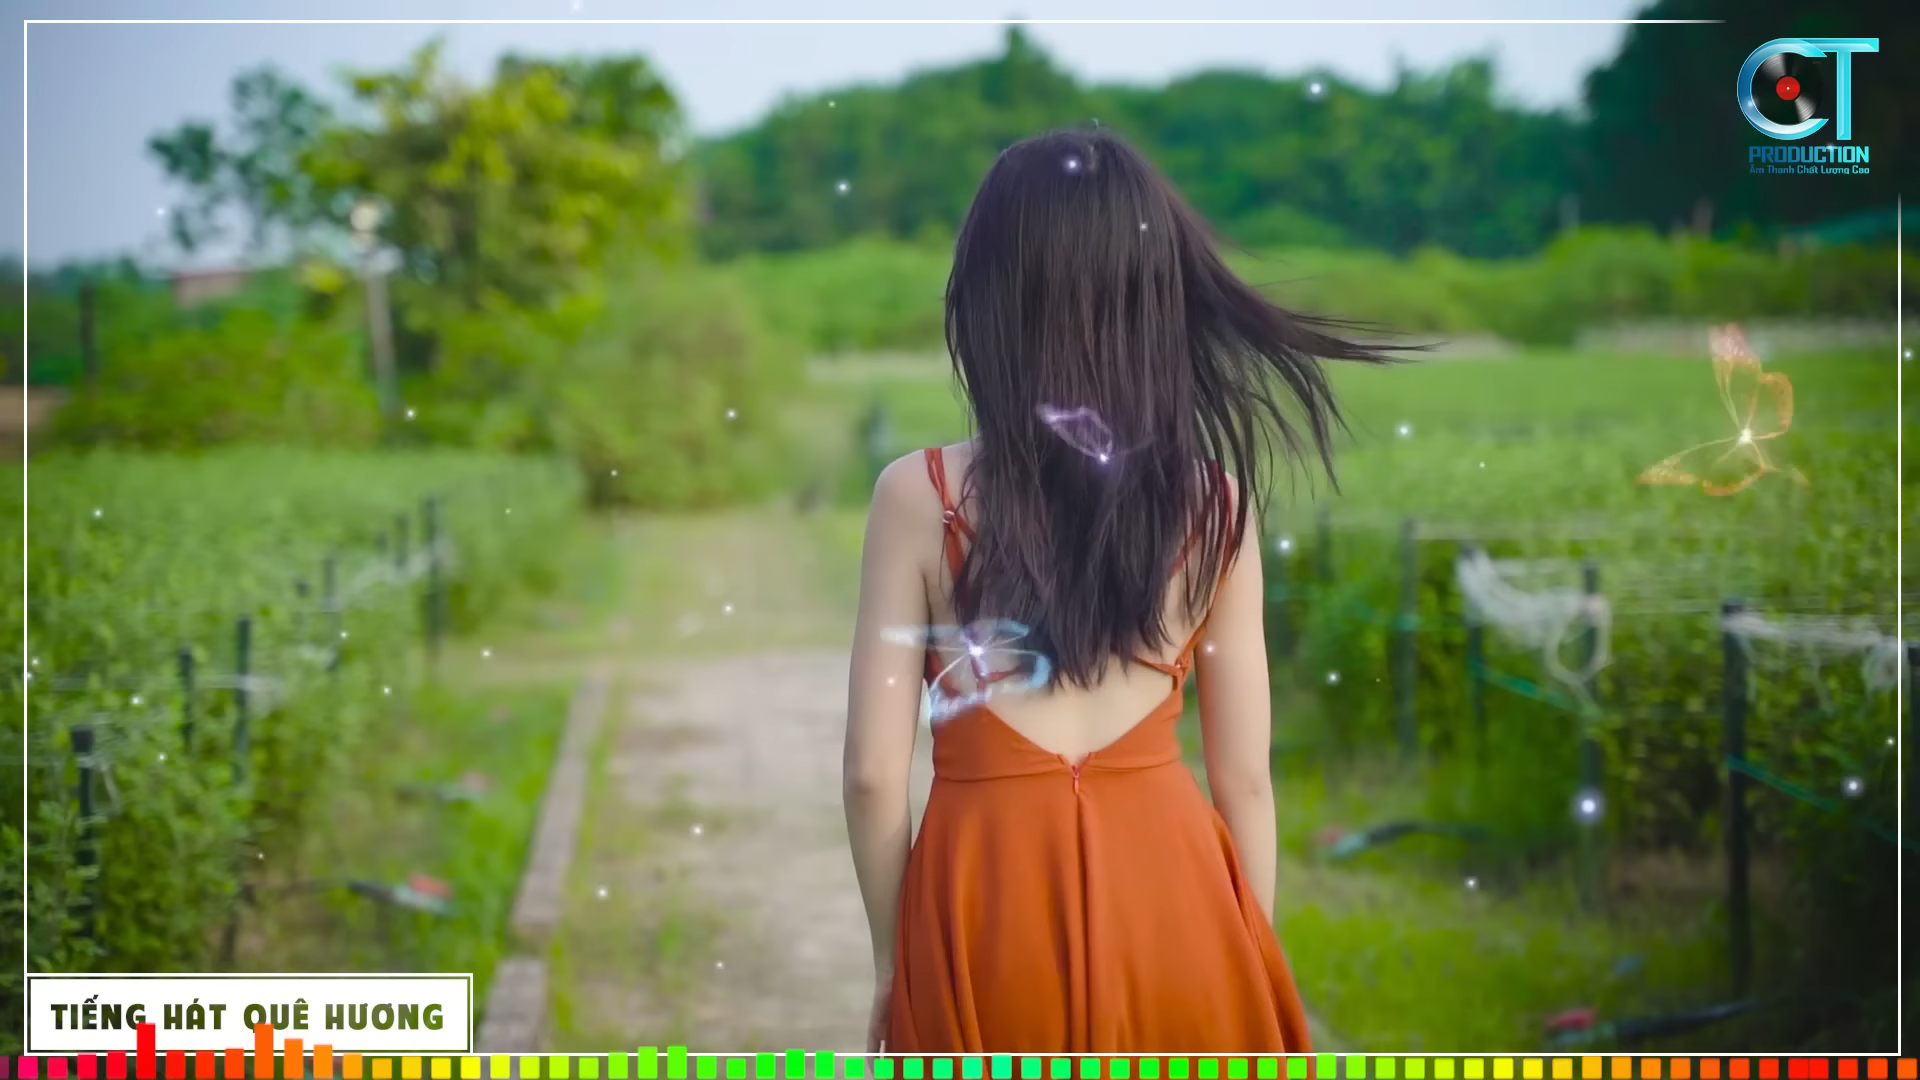 CT
PRODUCTION
Âm Thanh Chất Lượng Cao
TIẾNG HÁT QUÊ HƯƠNG